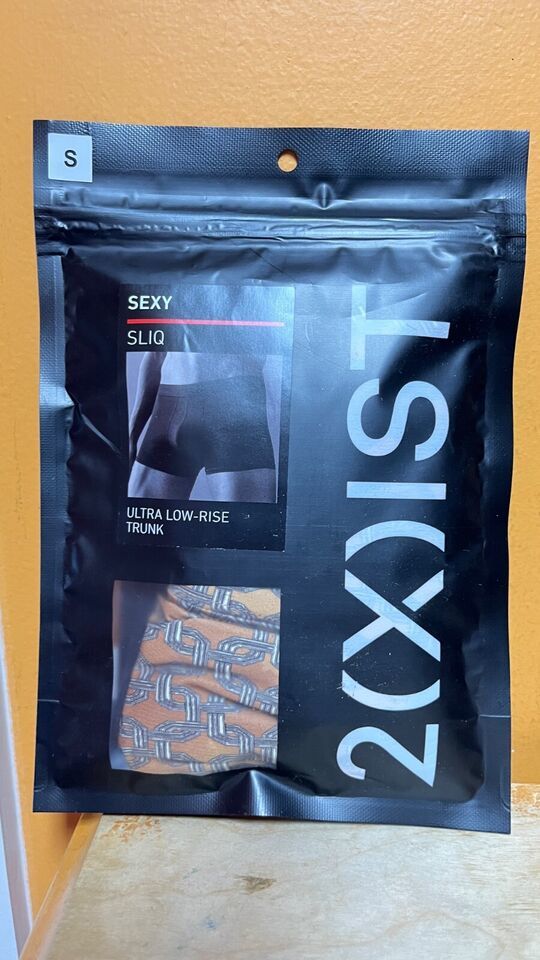 S
SEXY
SLIQ
ULTRA LOW-RISE
TRUNK
2(X)IST